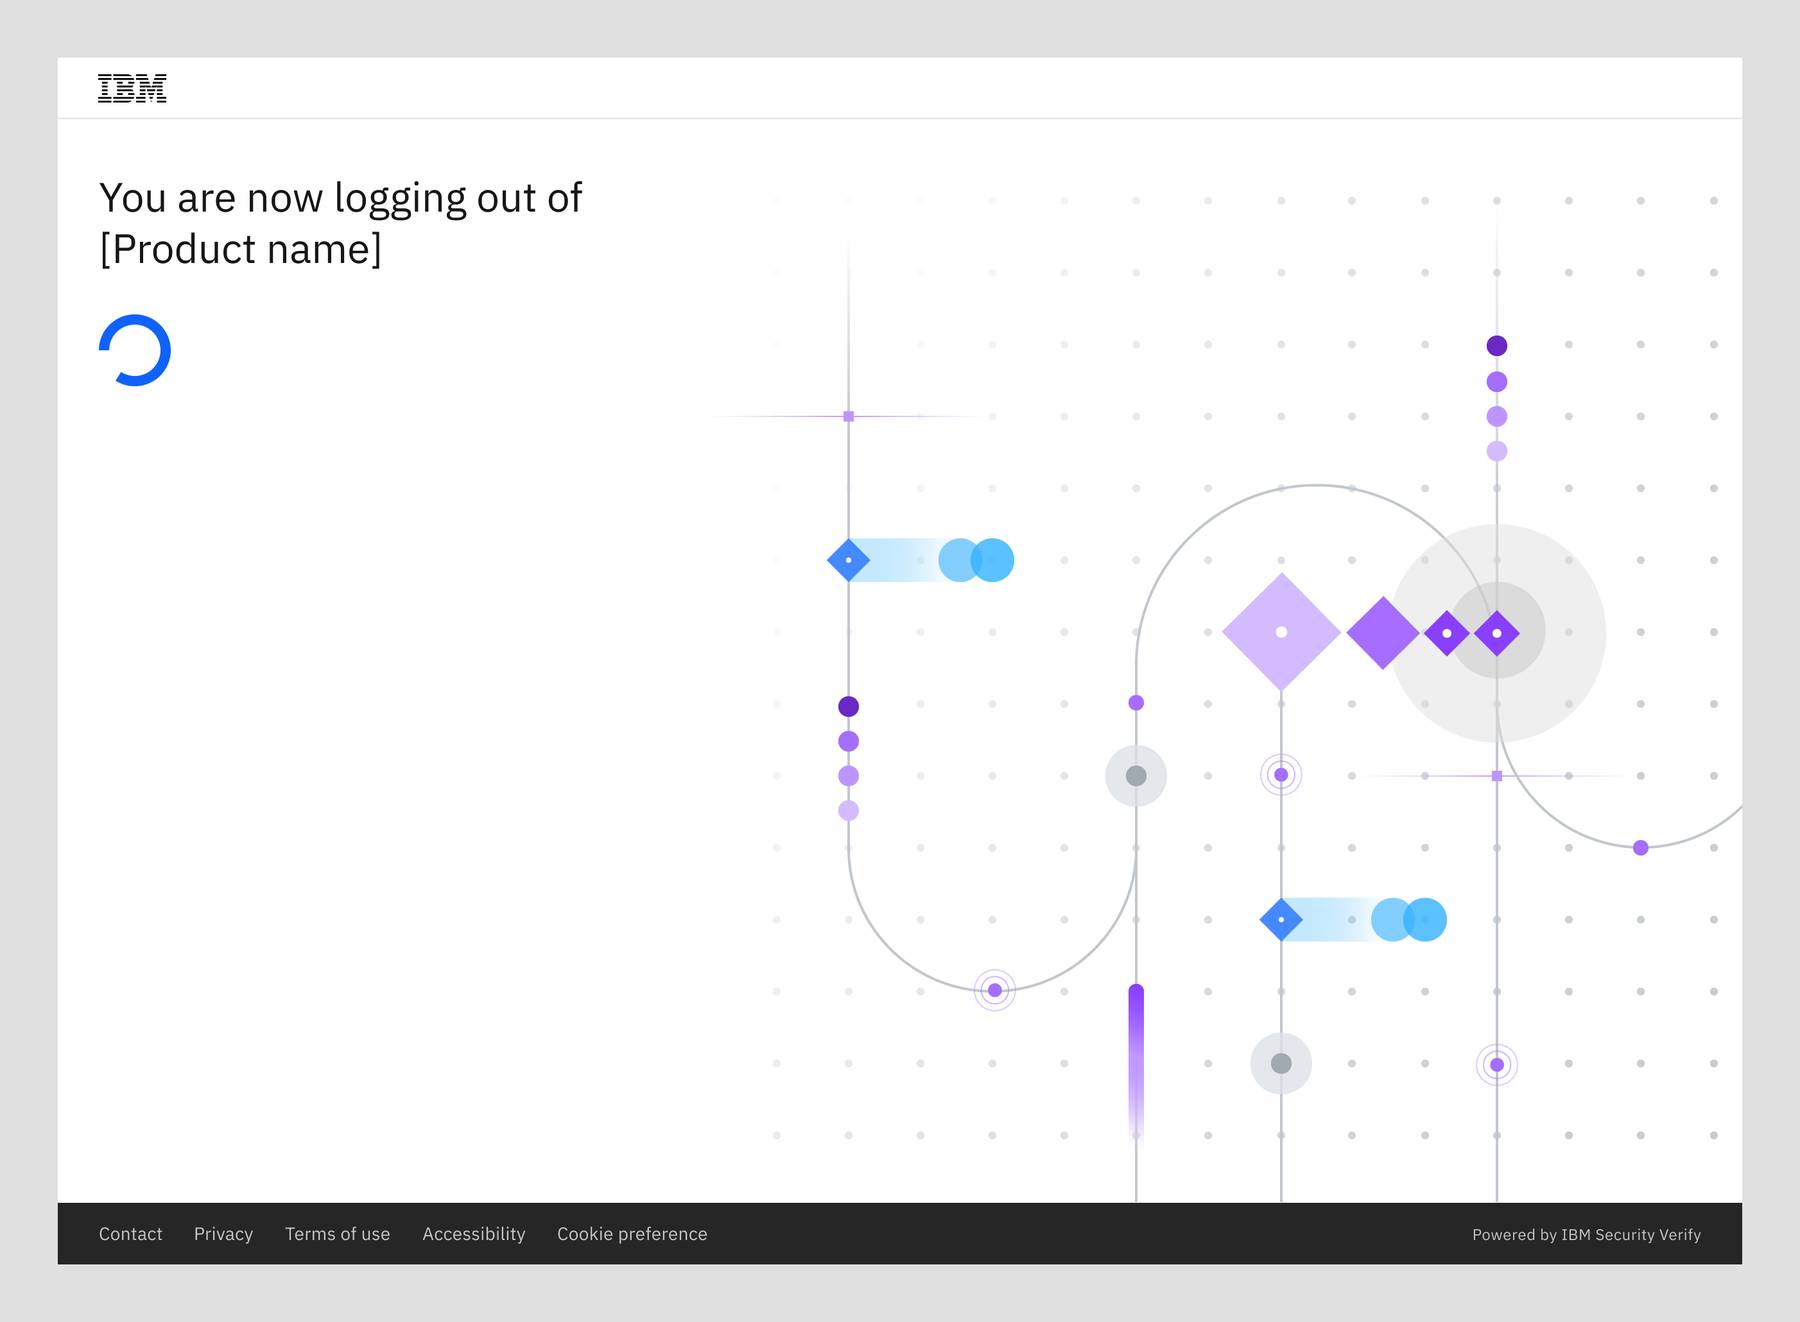 IBM
You are now logging out of
[Product name]
Contact Privacy Terms of use Accessibility Cookie preference
Powered by IBM Security Verify